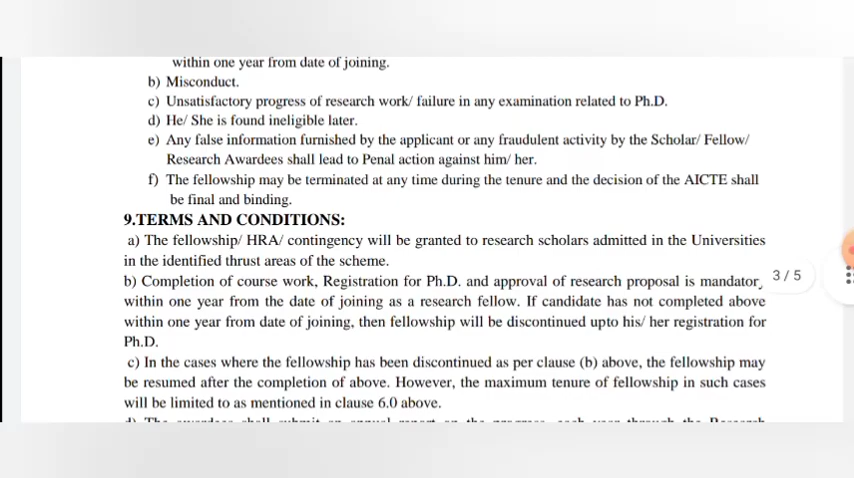 within one year from date of joining.
b) Misconduct.
c) Unsatisfactory progress of research work/ failure in any examination related to Ph.D.
d) He/ She is found ineligible later.
e) Any false information furnished by the applicant or any fraudulent activity by the Scholar/ Fellow/
Research Awardees shall lead to Penal action against him/ her.
f) The fellowship may be terminated at any time during the tenure and the decision of the AICTE shall
be final and binding.
9.TERMS AND CONDITIONS:
a) The fellowship/ HRA/ contingency will be granted to research scholars admitted in the Universities
in the identified thrust areas of the scheme.
b) Completion of course work, Registration for Ph.D. and approval of research proposal is mandatory
within one year from the date of joining as a research fellow. If candidate has not completed above
within one year from date of joining, then fellowship will be discontinued upto his/ her registration for
Ph.D.
c) In the cases where the fellowship has been discontinued as per clause (b) above, the fellowship may
be resumed after the completion of above. However, the maximum tenure of fellowship in such cases
will be limited to as mentioned in clause 6.0 above.
3 / 5